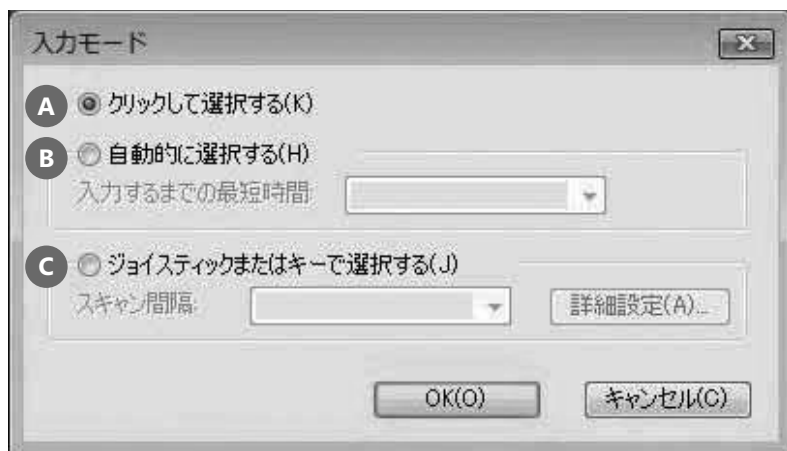 入力モード
A クリックして選択する(K)
B 自動的に選択する(H)
入力するまでの最短時間:
C ジョイスティックまたはキーで選択する(J)
スキャン間隔:
詳細設定(A)...
OK(O)
キャンセル(C)